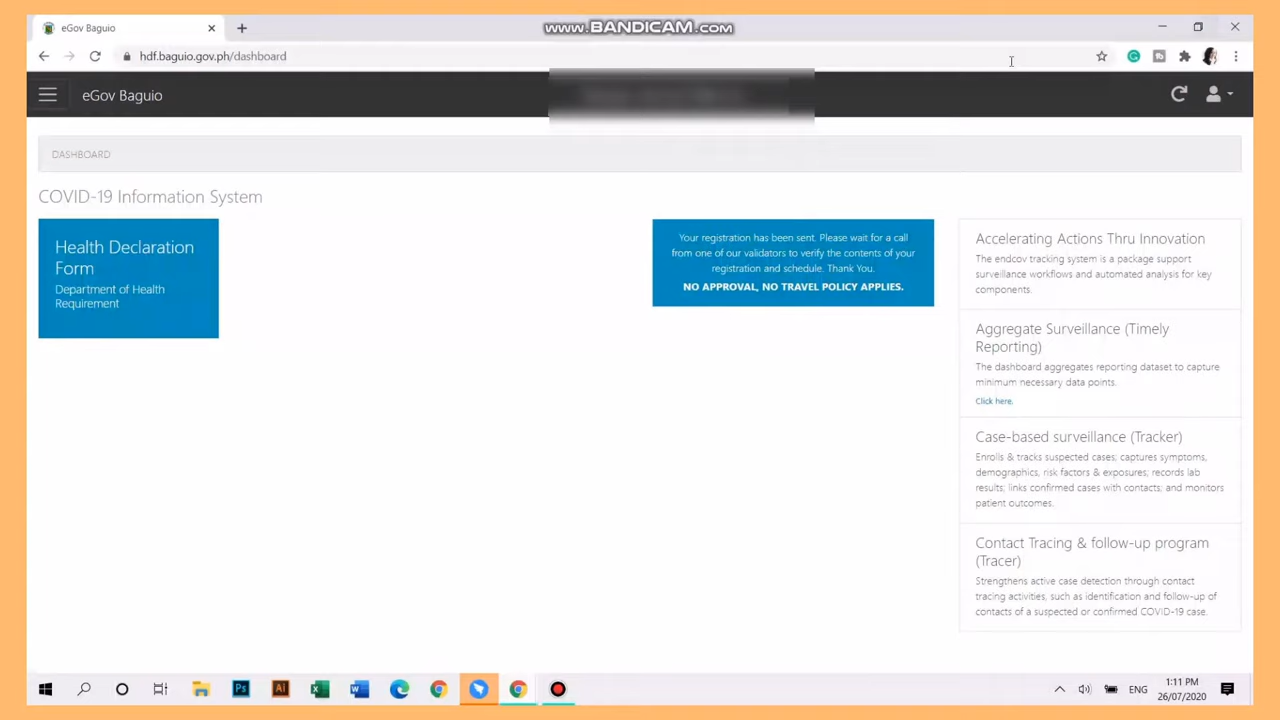 eGov Baguio
www.BANDICAM.com
hdf.baguio.gov.ph/dashboard
eGov Baguio
DASHBOARD
COVID-19 Information System
Health Declaration
Form
Department of Health
Requirement
Your registration has been sent. Please wait for a call
from one of our validators to verify the contents of your
registration and schedule. Thank You.
NO APPROVAL, NO TRAVEL POLICY APPLIES.
Accelerating Actions Thru Innovation
The endcov tracking system is a package support
surveillance workflows and automated analysis for key
components.
Aggregate Surveillance (Timely
Reporting)
The dashboard aggregates reporting dataset to capture
minimum necessary data points.
Click here.
Case-based surveillance (Tracker)
Enrolls & tracks suspected cases; captures symptoms,
demographics, risk factors & exposures; records lab
results; links confirmed cases with contacts; and monitors
patient outcomes.
Contact Tracing & follow-up program
(Tracer)
Strengthens active case detection through contact
tracing activities, such as identification and follow-up of
contacts of a suspected or confirmed COVID-19 case.
Ps
Ai
ENG
1:11 PM
26/07/2020